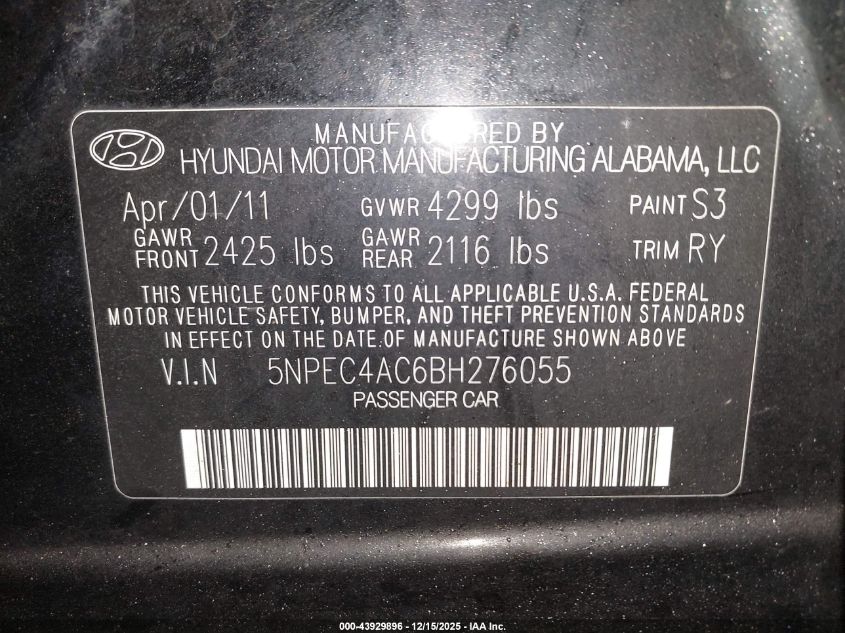 MANUFACTURED BY
HYUNDAI MOTOR MANUFACTURING ALABAMA, LLC
Apr/01/11 GVWR 4299 lbs PAINT S3
GAWR FRONT 2425 lbs GAWR REAR 2116 lbs TRIM RY
THIS VEHICLE CONFORMS TO ALL APPLICABLE U.S.A. FEDERAL
MOTOR VEHICLE SAFETY, BUMPER, AND THEFT PREVENTION STANDARDS
IN EFFECT ON THE DATE OF MANUFACTURE SHOWN ABOVE
V.I.N 5NPEC4AC6BH276055
PASSENGER CAR
000-43929896 - 12/15/2025 - IAA Inc.